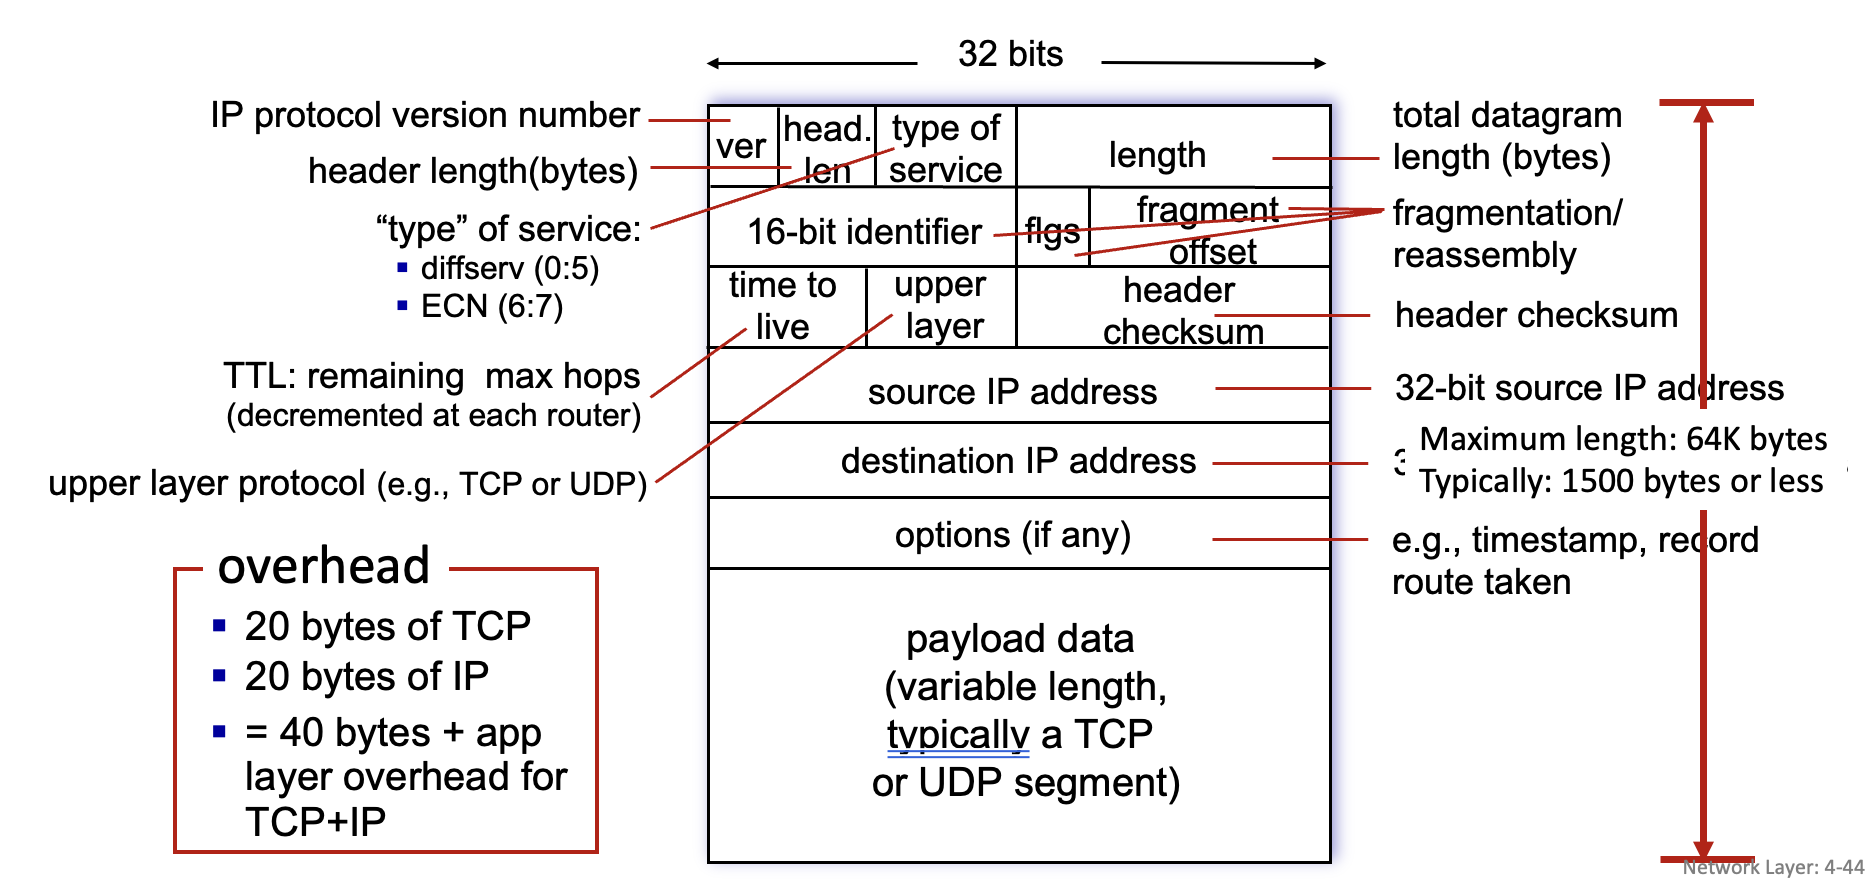 32 bits
IP protocol version number
header length(bytes)
“type” of service:
diffserv (0:5)
ECN (6:7)
TTL: remaining max hops
(decremented at each router)
upper layer protocol (e.g., TCP or UDP)
overhead
20 bytes of TCP
20 bytes of IP
= 40 bytes + app
layer overhead for
TCP+IP
ver
head.
len
type of
service
length
16-bit identifier
flgs
fragment
offset
time to
live
upper
layer
header
checksum
source IP address
destination IP address
options (if any)
payload data
(variable length,
typically a TCP
or UDP segment)
total datagram
length (bytes)
fragmentation/
reassembly
header checksum
32-bit source IP address
Maximum length: 64K bytes
Typically: 1500 bytes or less
e.g., timestamp, record
route taken
Network Layer: 4-44